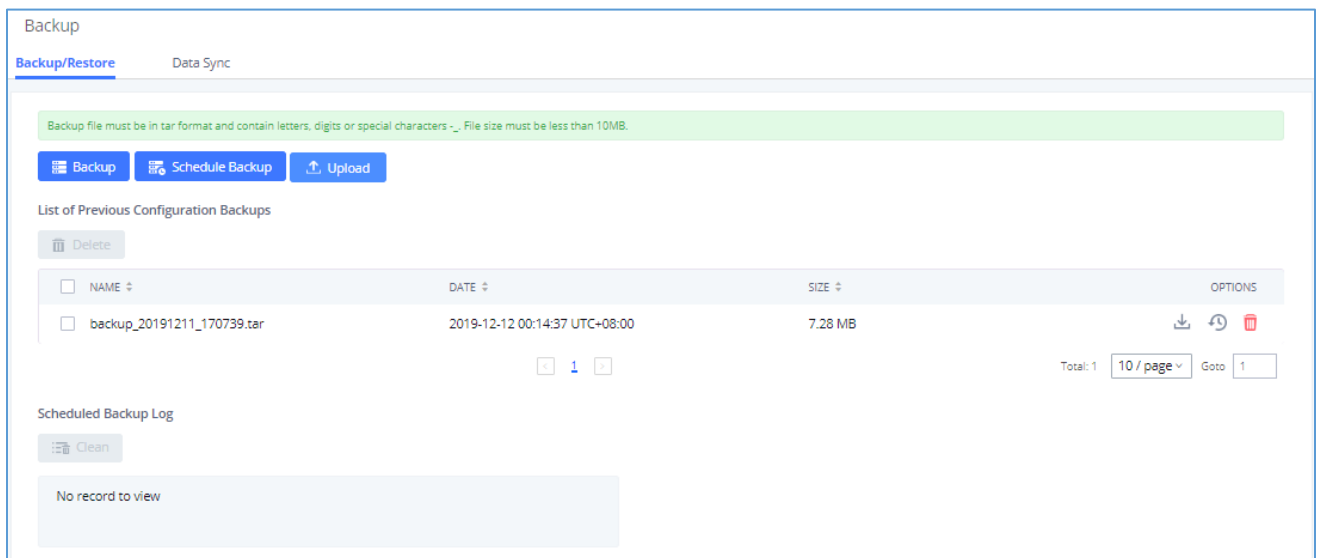 Backup
Backup/Restore Data Sync
Backup file must be in tar format and contain letters, digits or special characters -_. File size must be less than 10MB.
Backup Schedule Backup Upload
List of Previous Configuration Backups
Delete
NAME DATE SIZE OPTIONS
backup_20191211_170739.tar 2019-12-12 00:14:37 UTC+08:00 7.28 MB
< 1 > Total: 1 10 / page Goto 1
Scheduled Backup Log
Clean
No record to view